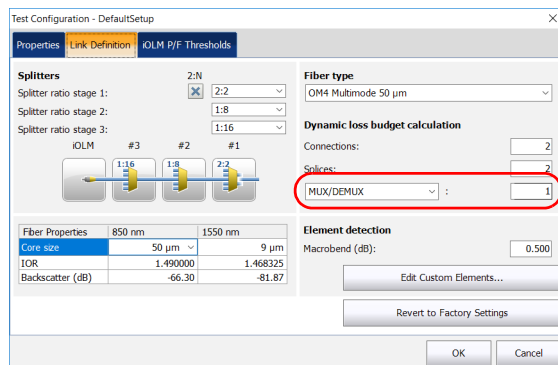 Test Configuration - DefaultSetup
Properties
Link Definition
iOLM P/F Thresholds
Splitters
2:N
Splitter ratio stage 1:
2:2
Splitter ratio stage 2:
1:8
Splitter ratio stage 3:
1:16
iOLM #3 #2 #1
1:16 1:8 2:2
Fiber Properties 850 nm 1550 nm
Core size 50 µm 9 µm
IOR 1.490000 1.468325
Backscatter (dB) -66.30 -81.87
Fiber type
OM4 Multimode 50 µm
Dynamic loss budget calculation
Connections: 2
Splices: 2
MUX/DEMUX : 1
Element detection
Macrobend (dB): 0.500
Edit Custom Elements...
Revert to Factory Settings
OK Cancel